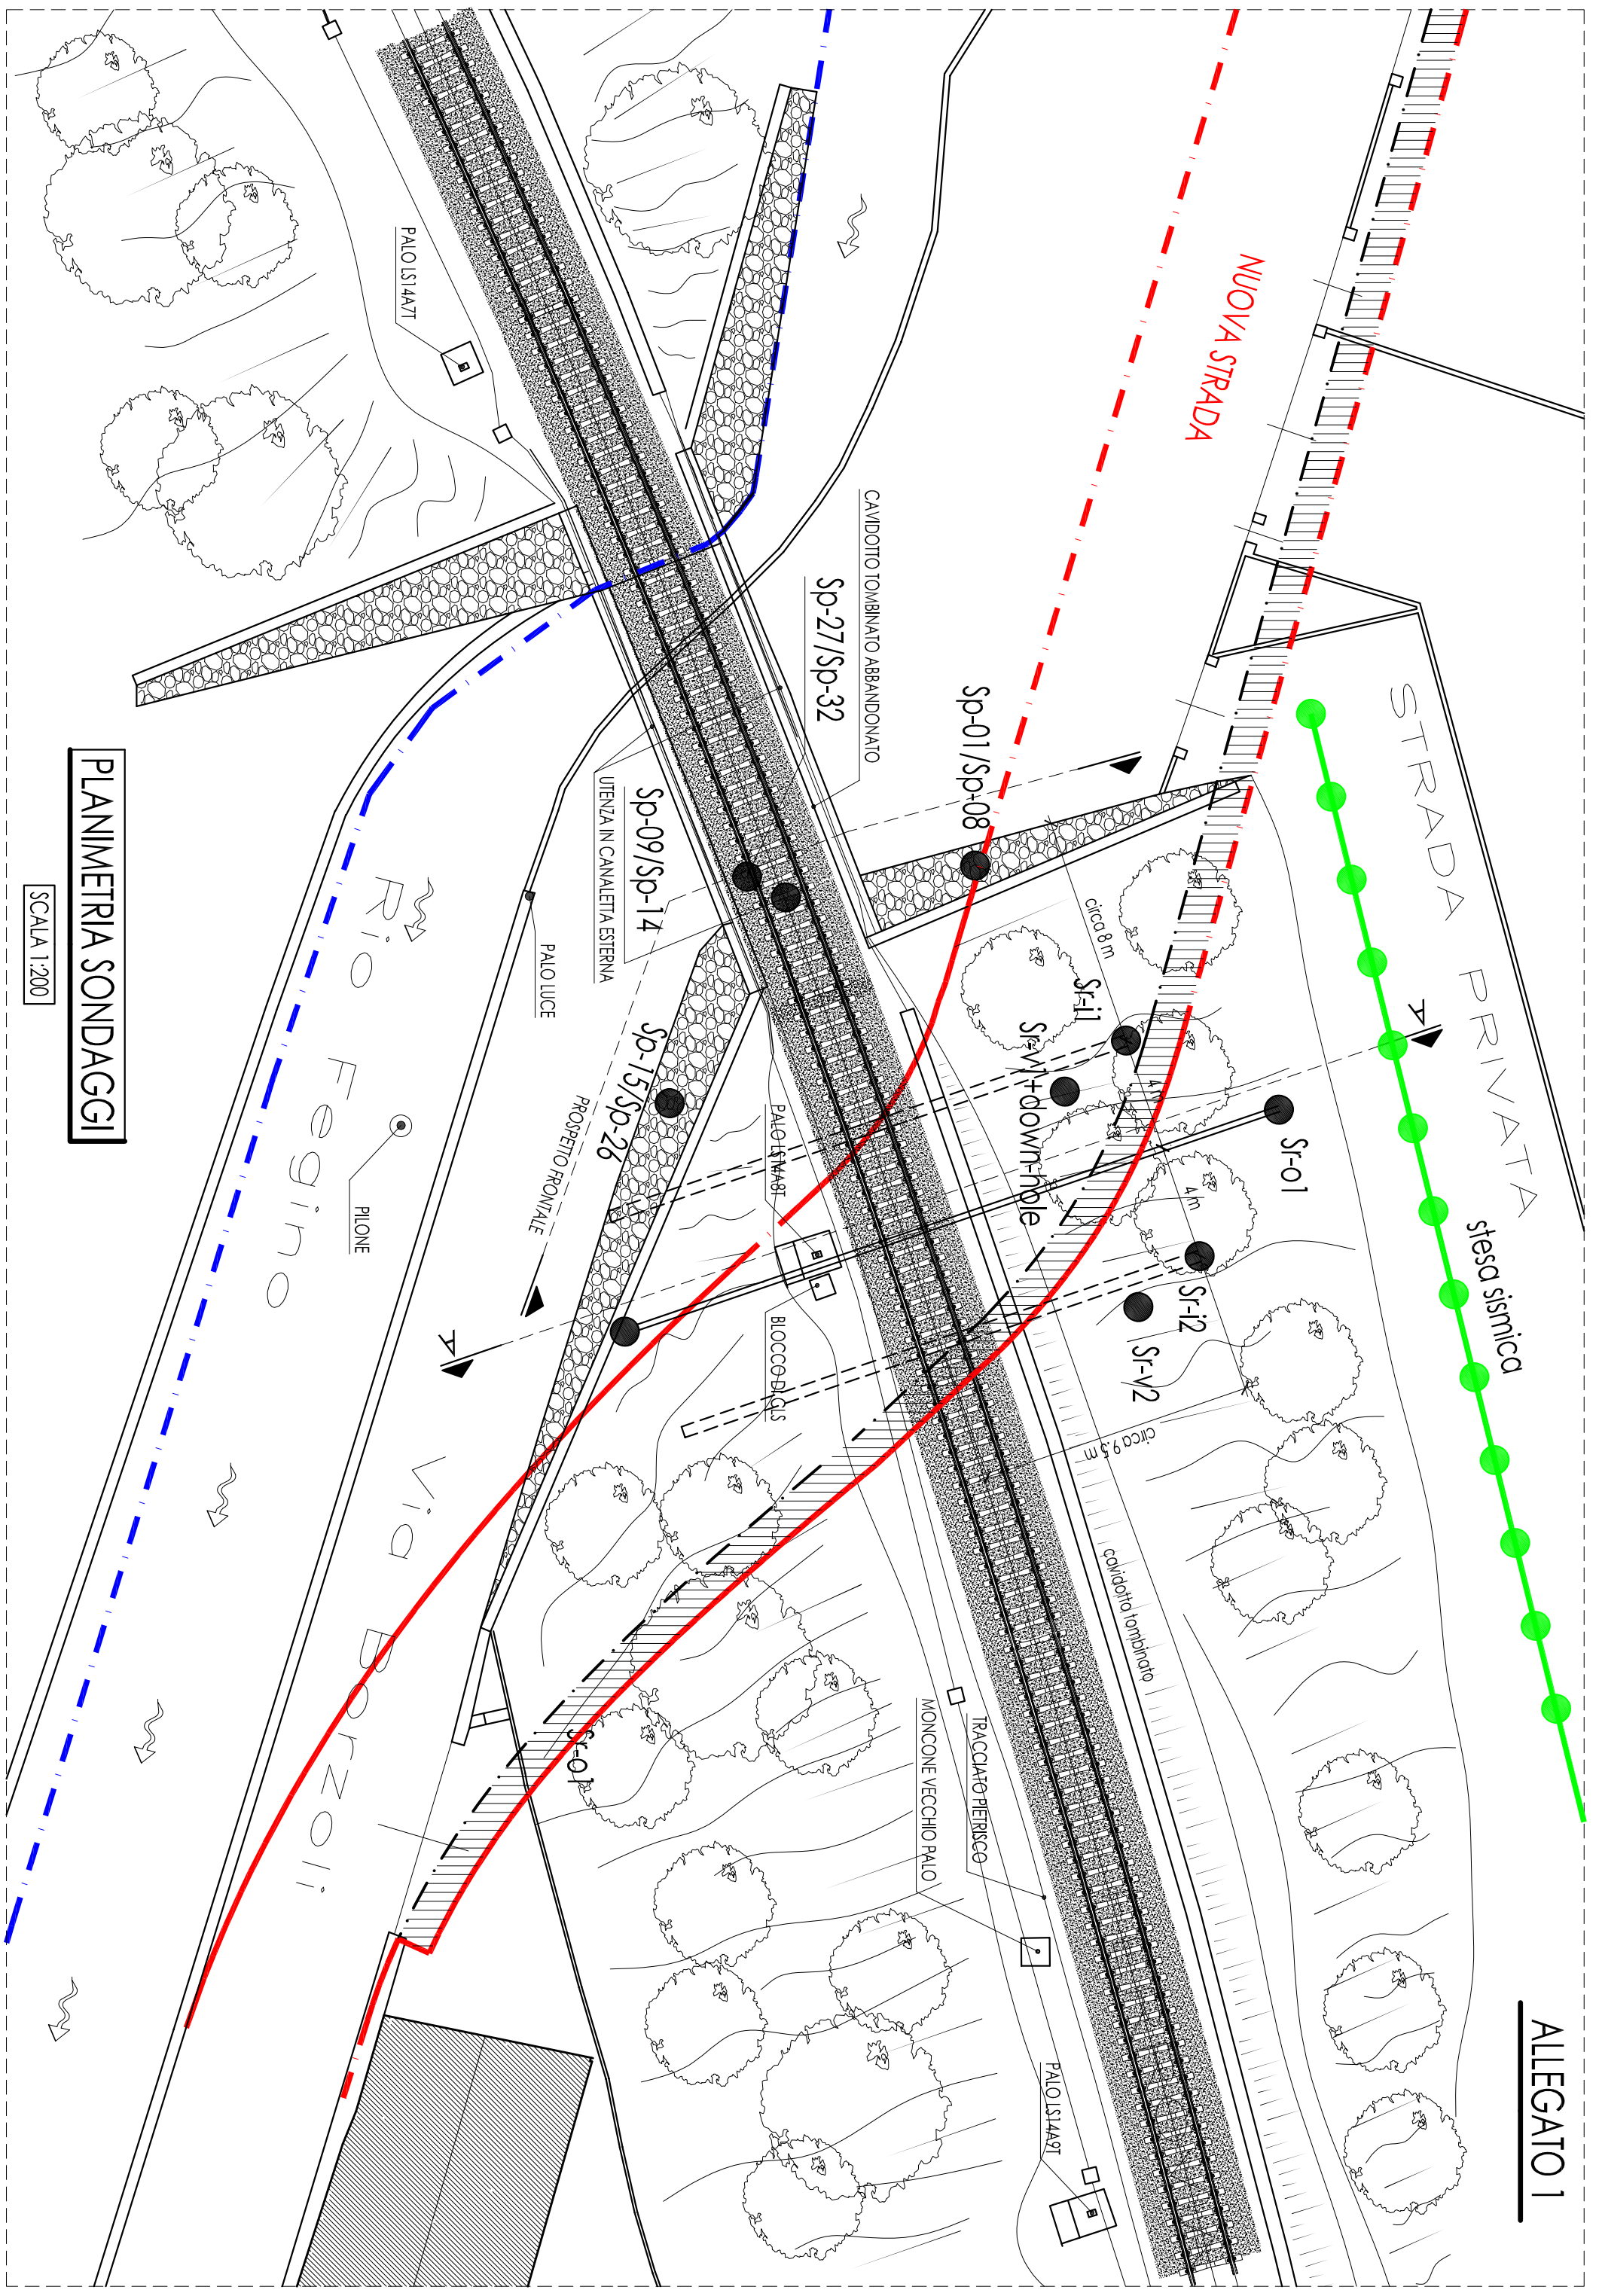 ALLEGATO 1
STRADA PRIVATA
stesa sismica
NUOVA STRADA
Sr-o1
Sr-i2
Sr-v2
Sr-i1
Sr-v1+down-hole
circa 8 m
4 m
4 m
circa 9.5 m
cavidotto tombinato
A
Sp-01/Sp-08
CAVIDOTTO TOMBINATO ABBANDONATO
Sp-27/Sp-32
Sp-09/Sp-14
UTENZA IN CANALETTA ESTERNA
Sp-15/Sp-26
PALO LS14A8T
BLOCCO DI CLS
TRACCIATO PIETRISCO
MONCONE VECCHIO PALO
PALO LS14A9T
PALO LS14A7T
PALO LUCE
PROSPETTO FRONTALE
A
Sr-o1
PILONE
Via Borzoli
Rio Fegino
PLANIMETRIA SONDAGGI
SCALA 1:200